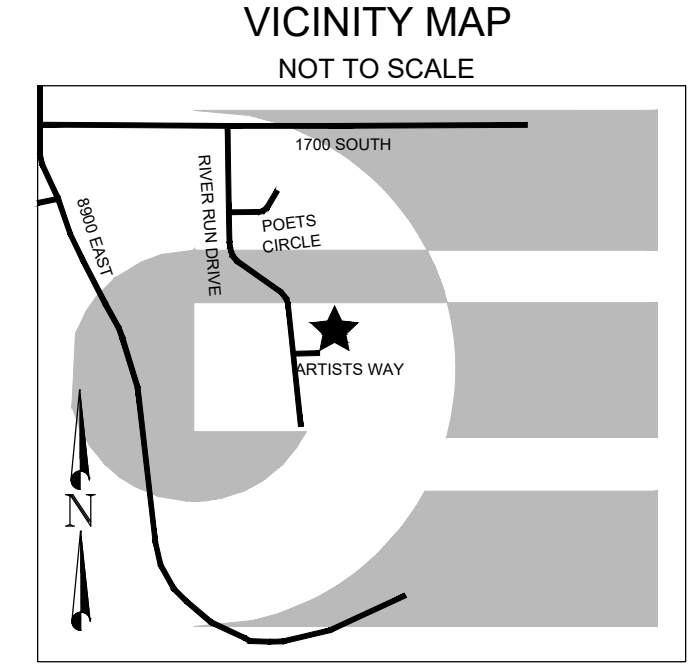 VICINITY MAP
NOT TO SCALE
1700 SOUTH
RIVER RUN DRIVE
8900 EAST
POETS
CIRCLE
ARTISTS WAY
N